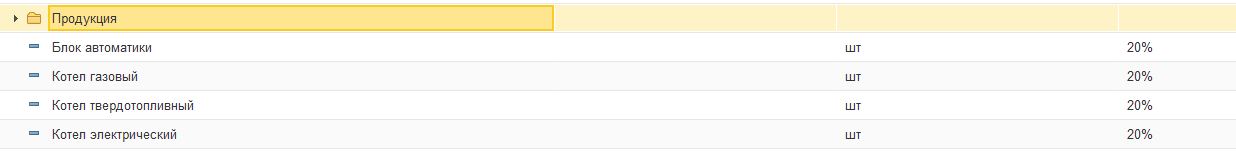 Продукция
Блок автоматики шт 20%
Котел газовый шт 20%
Котел твердотопливный шт 20%
Котел электрический шт 20%